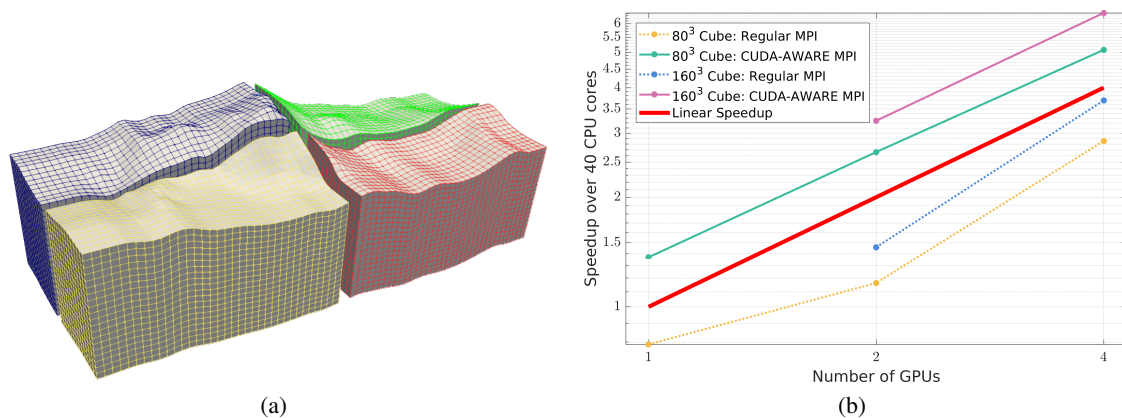 6
5.5
5
4.5
4
3.5
3
2.5
2
1.5
1
Speedup over 40 CPU cores
80³ Cube: Regular MPI
80³ Cube: CUDA-AWARE MPI
160³ Cube: Regular MPI
160³ Cube: CUDA-AWARE MPI
Linear Speedup
1 2 4
Number of GPUs
(a) (b)